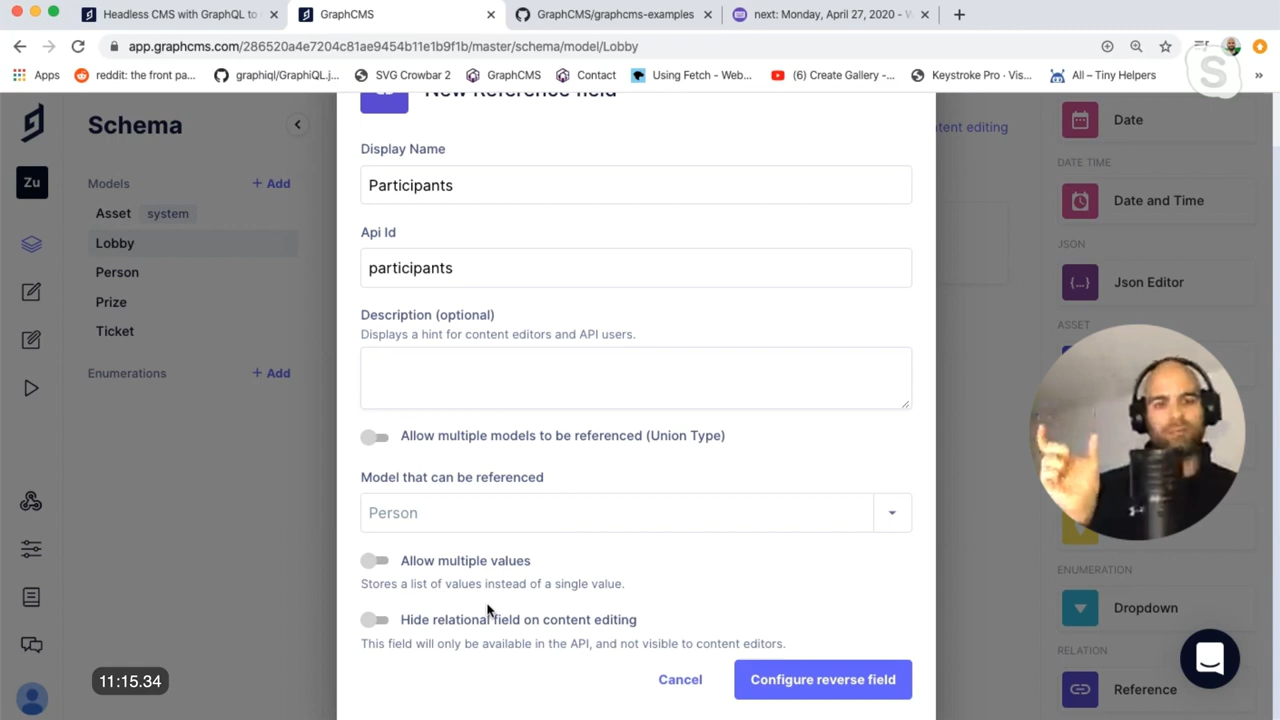 Headless CMS with GraphQL to
GraphCMS
GraphCMS/graphcms-examples
next: Monday, April 27, 2020 - W
app.graphcms.com/286520a4e7204c81ae9454b11e1b9f1b/master/schema/model/Lobby
Apps
reddit: the front pa...
graphiql/GraphiQL.j...
SVG Crowbar 2
GraphCMS
Contact
Using Fetch - Web...
(6) Create Gallery -...
Keystroke Pro · Vis...
All – Tiny Helpers
»
New Reference field
Schema
Zu
Models
+ Add
Asset system
Lobby
Person
Prize
Ticket
Enumerations
+ Add
Display Name
Participants
Api Id
participants
Description (optional)
Displays a hint for content editors and API users.
Allow multiple models to be referenced (Union Type)
Model that can be referenced
Person
Allow multiple values
Stores a list of values instead of a single value.
Hide relational field on content editing
This field will only be available in the API, and not visible to content editors.
Cancel
Configure reverse field
tent editing
Date
DATE TIME
Date and Time
JSON
{...}
Json Editor
ASSET
ENUMERATION
Dropdown
RELATION
Reference
11:15.34